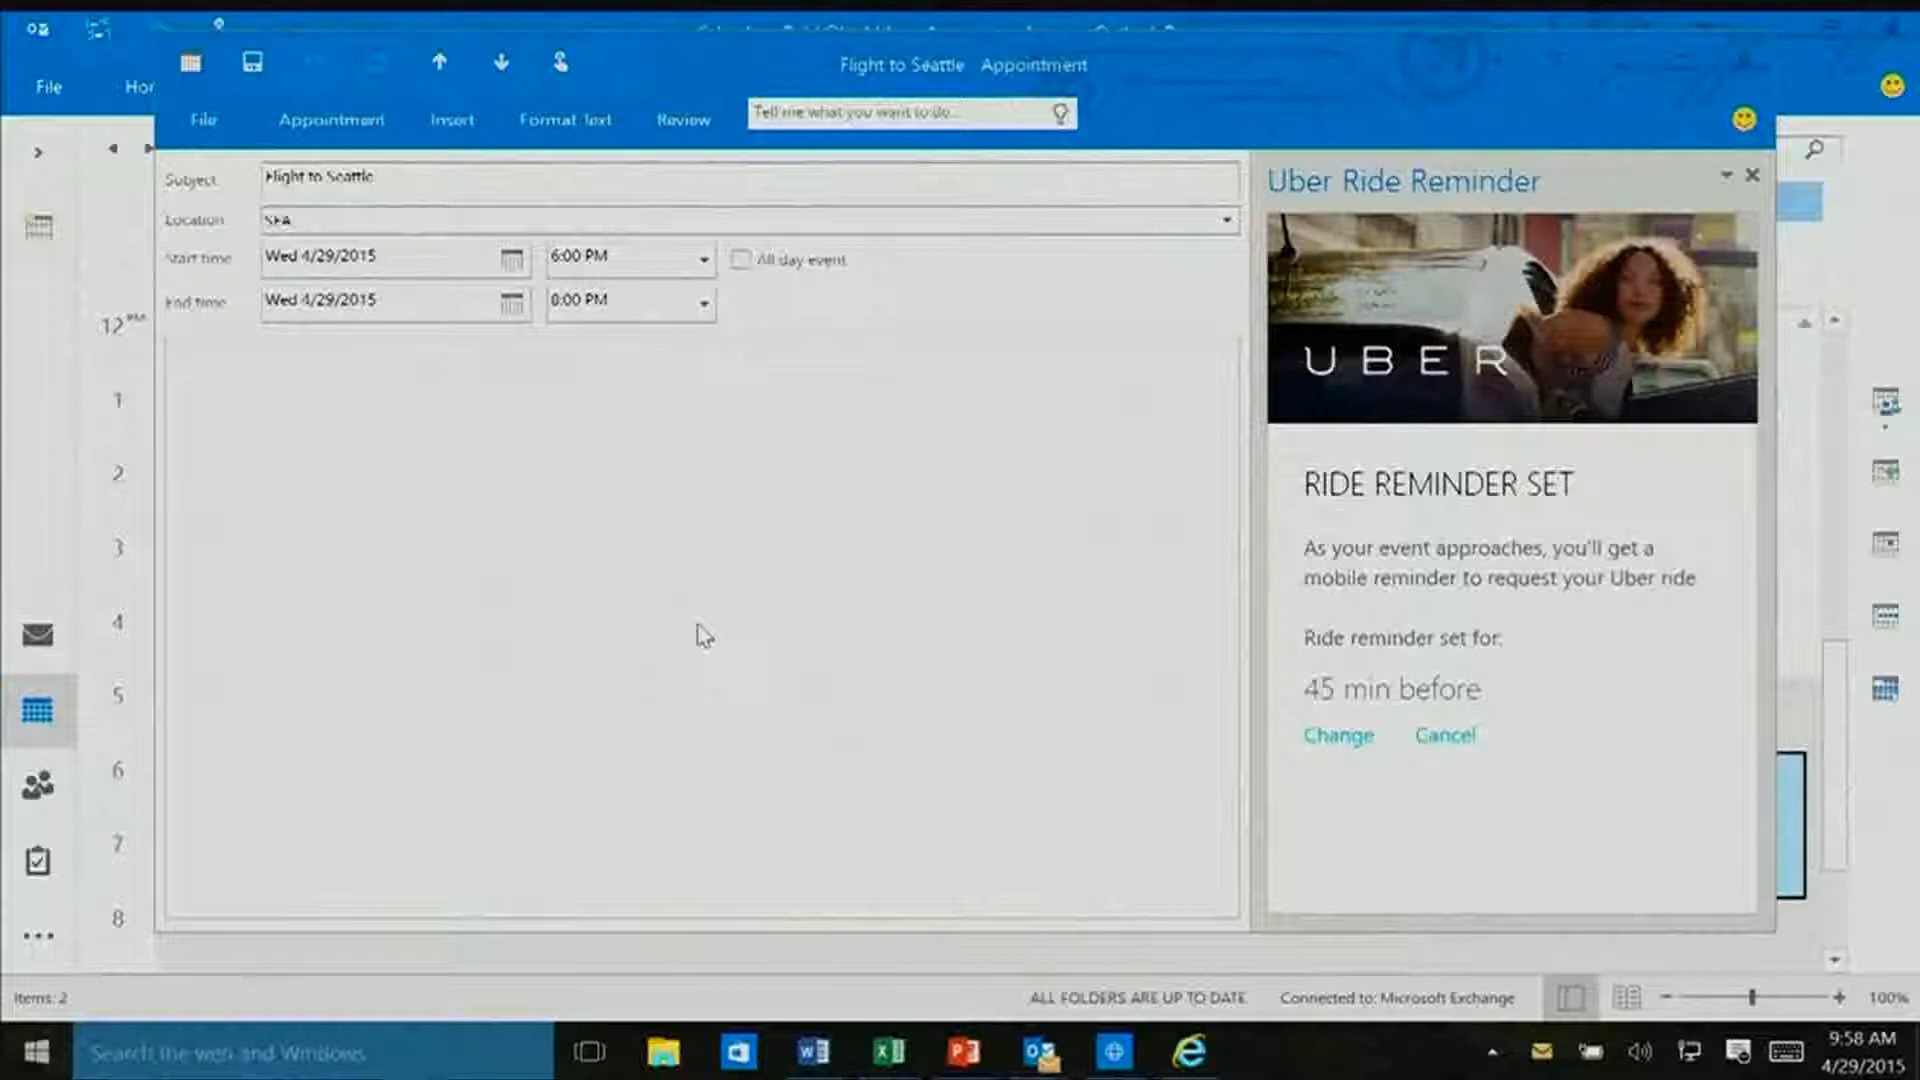 Flight to Seattle Appointment
File
File Appointment Insert Format Text Review
Tell me what you want to do...
Subject Flight to Seattle
Location SEA
Start time Wed 4/29/2015 6:00 PM All day event
End time Wed 4/29/2015 8:00 PM
Uber Ride Reminder
UBER
RIDE REMINDER SET
As your event approaches, you'll get a
mobile reminder to request your Uber ride
Ride reminder set for:
45 min before
Change Cancel
12 PM
1
2
3
4
5
6
7
8
Items: 2
ALL FOLDERS ARE UP TO DATE
Connected to: Microsoft Exchange
100%
Search the web and Windows
9:58 AM
4/29/2015